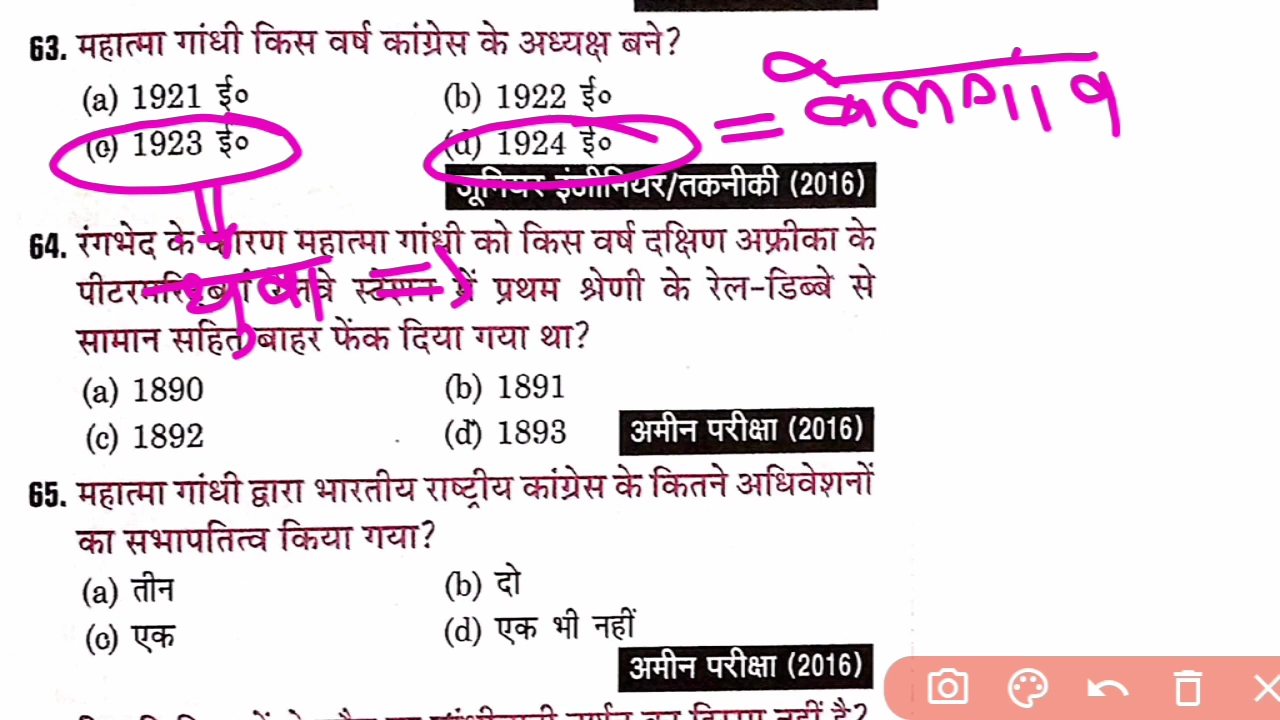 63. महात्मा गांधी किस वर्ष कांग्रेस के अध्यक्ष बने?
(a) 1921 ई० (b) 1922 ई०
(c) 1923 ई० (d) 1924 ई० = बेलगांव
जूनियर इंजीनियर/तकनीकी (2016)
64. रंगभेद के कारण महात्मा गांधी को किस वर्ष दक्षिण अफ्रीका के
स्टेशन में प्रथम श्रेणी के रेल-डिब्बे से
सामान सहित बाहर फेंक दिया गया था?
(a) 1890 (b) 1891
(c) 1892 (d) 1893
अमीन परीक्षा (2016)
65. महात्मा गांधी द्वारा भारतीय राष्ट्रीय कांग्रेस के कितने अधिवेशनों
का सभापतित्व किया गया?
(a) तीन (b) दो
(c) एक (d) एक भी नहीं
अमीन परीक्षा (2016)